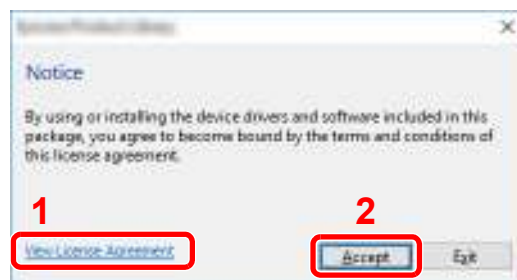 Notice
By using or installing the device drivers and software included in this
package, you agree to become bound by the terms and conditions of
this license agreement.
1
2
View License Agreement
Accept
Exit